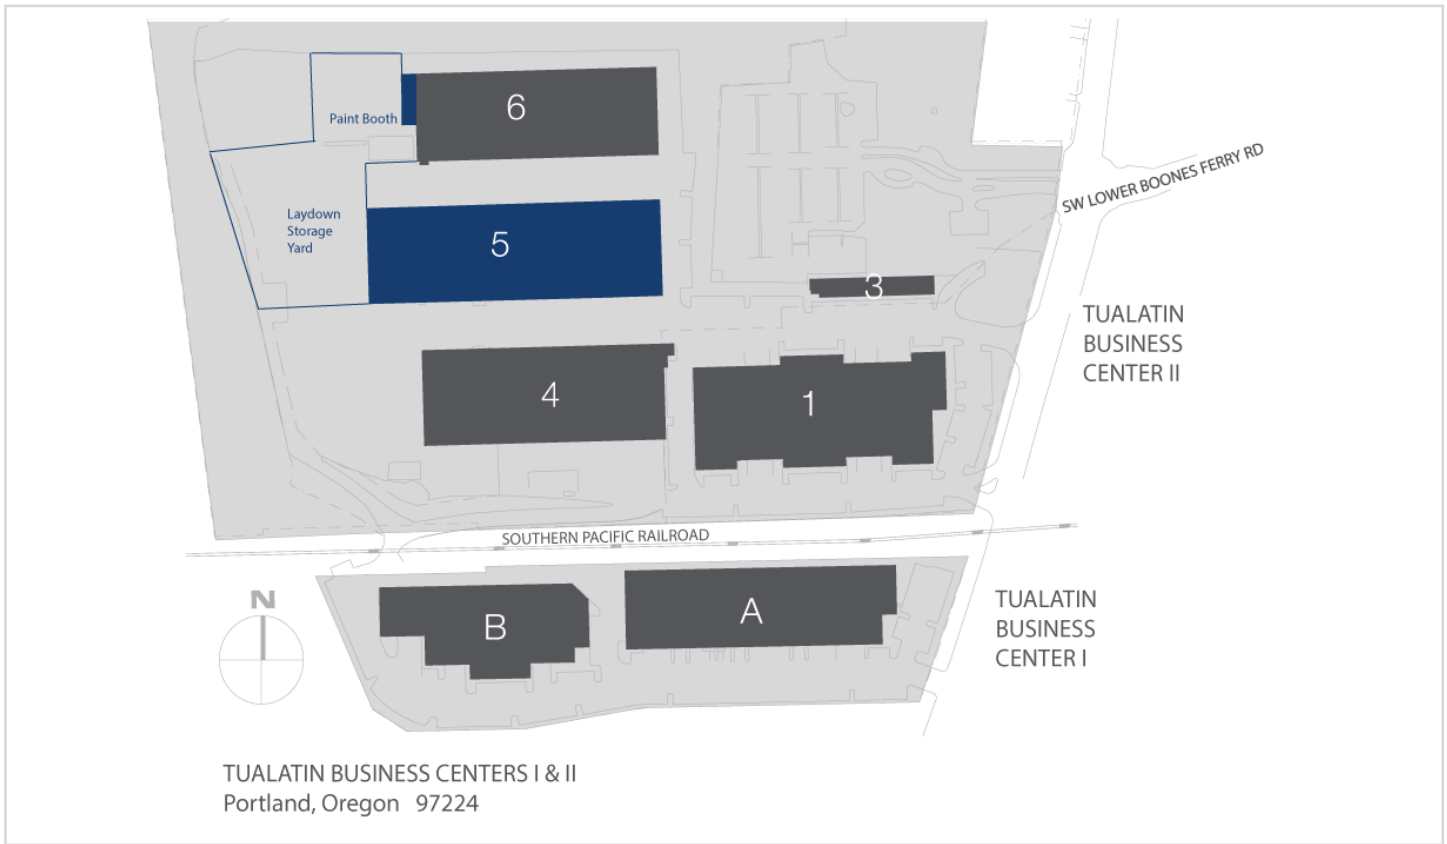 6
Paint Booth
SW LOWER BOONES FERRY RD
Laydown
Storage
Yard
5
3
TUALATIN
BUSINESS
CENTER II
4
1
SOUTHERN PACIFIC RAILROAD
N
B
A
TUALATIN
BUSINESS
CENTER I
TUALATIN BUSINESS CENTERS I & II
Portland, Oregon 97224